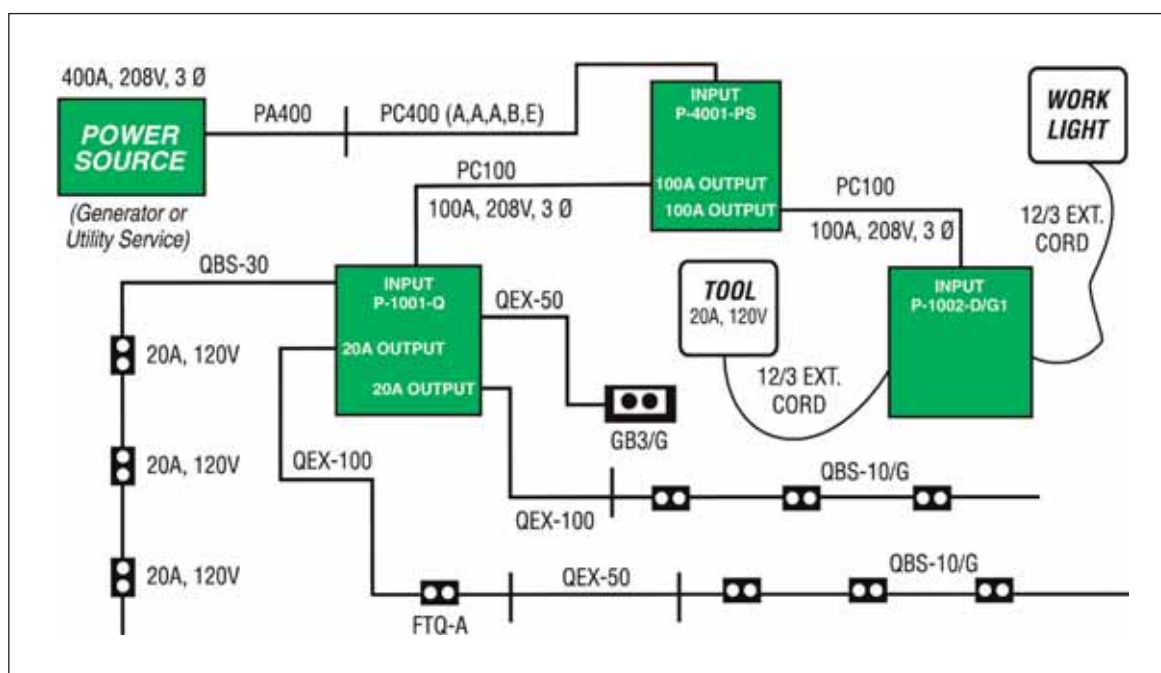 400A, 208V, 3 Ø
POWER
SOURCE
(Generator or
Utility Service)
PA400
PC400 (A,A,A,B,E)
INPUT
P-4001-PS
100A OUTPUT
100A OUTPUT
WORK
LIGHT
PC100
100A, 208V, 3 Ø
PC100
100A, 208V, 3 Ø
12/3 EXT.
CORD
QBS-30
INPUT
P-1001-Q
20A OUTPUT
20A OUTPUT
QEX-50
TOOL
20A, 120V
INPUT
P-1002-D/G1
12/3 EXT.
CORD
20A, 120V
20A, 120V
20A, 120V
GB3/G
QEX-100
QEX-100
QBS-10/G
FTQ-A
QEX-50
QBS-10/G